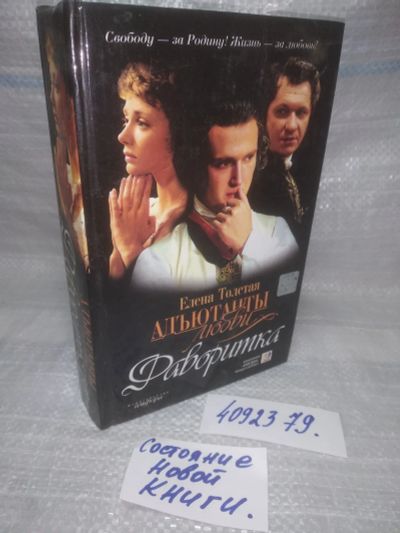 Свободу — за Родину! Жизнь — за любовь!
Елена Толстая
АДЪЮТАНТЫ
Любви
Фаворитка
40923 79.
Состояние
новой
книги.